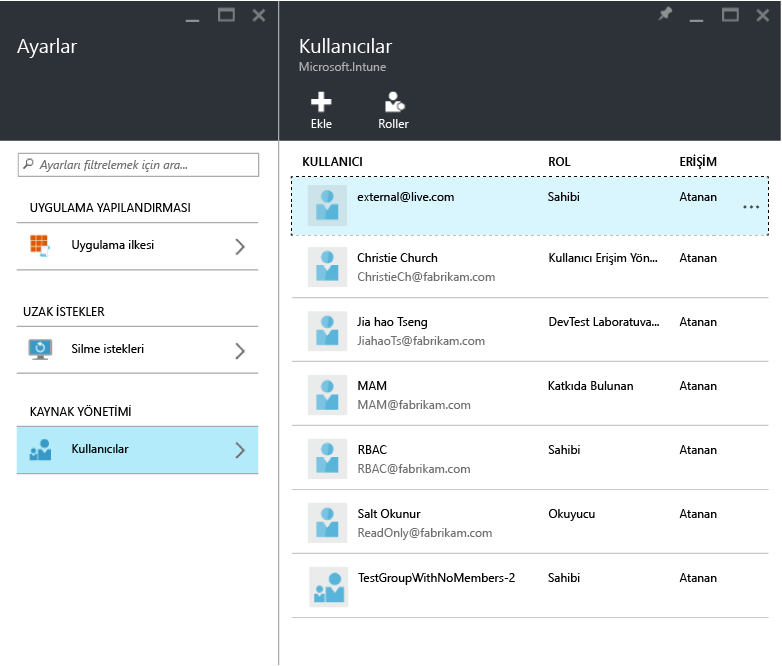 Ayarlar
Ayarları filtrelemek için ara...
UYGULAMA YAPILANDIRMASI
Uygulama ilkesi
UZAK İSTEKLER
Silme istekleri
KAYNAK YÖNETİMİ
Kullanıcılar
Kullanıcılar
Microsoft.Intune
Ekle Roller
KULLANICI ROL ERİŞİM
external@live.com Sahibi Atanan ...
Christie Church Kullanıcı Erişim Yön... Atanan
ChristieCh@fabrikam.com
Jia hao Tseng DevTest Laboratuva... Atanan
JiahaoTs@fabrikam.com
MAM Katkıda Bulunan Atanan
MAM@fabrikam.com
RBAC Sahibi Atanan
RBAC@fabrikam.com
Salt Okunur Okuyucu Atanan
ReadOnly@fabrikam.com
TestGroupWithNoMembers-2 Sahibi Atanan